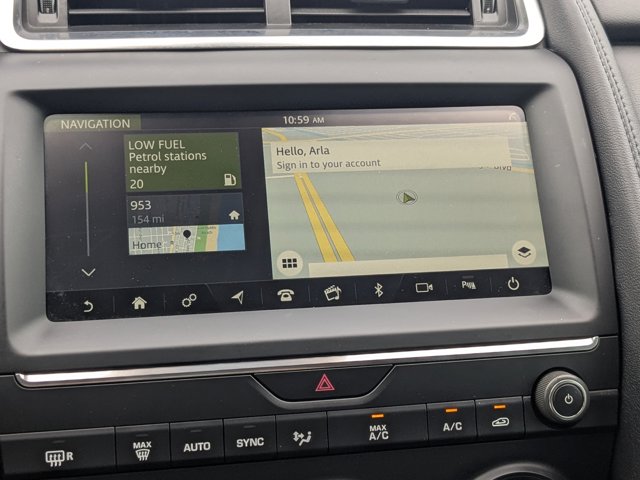 NAVIGATION
10:59 AM
LOW FUEL
Petrol stations
nearby
20
953
154 mi
Home
Hello, Arla
Sign in to your account
R
MAX
AUTO
SYNC
MAX
A/C
A/C